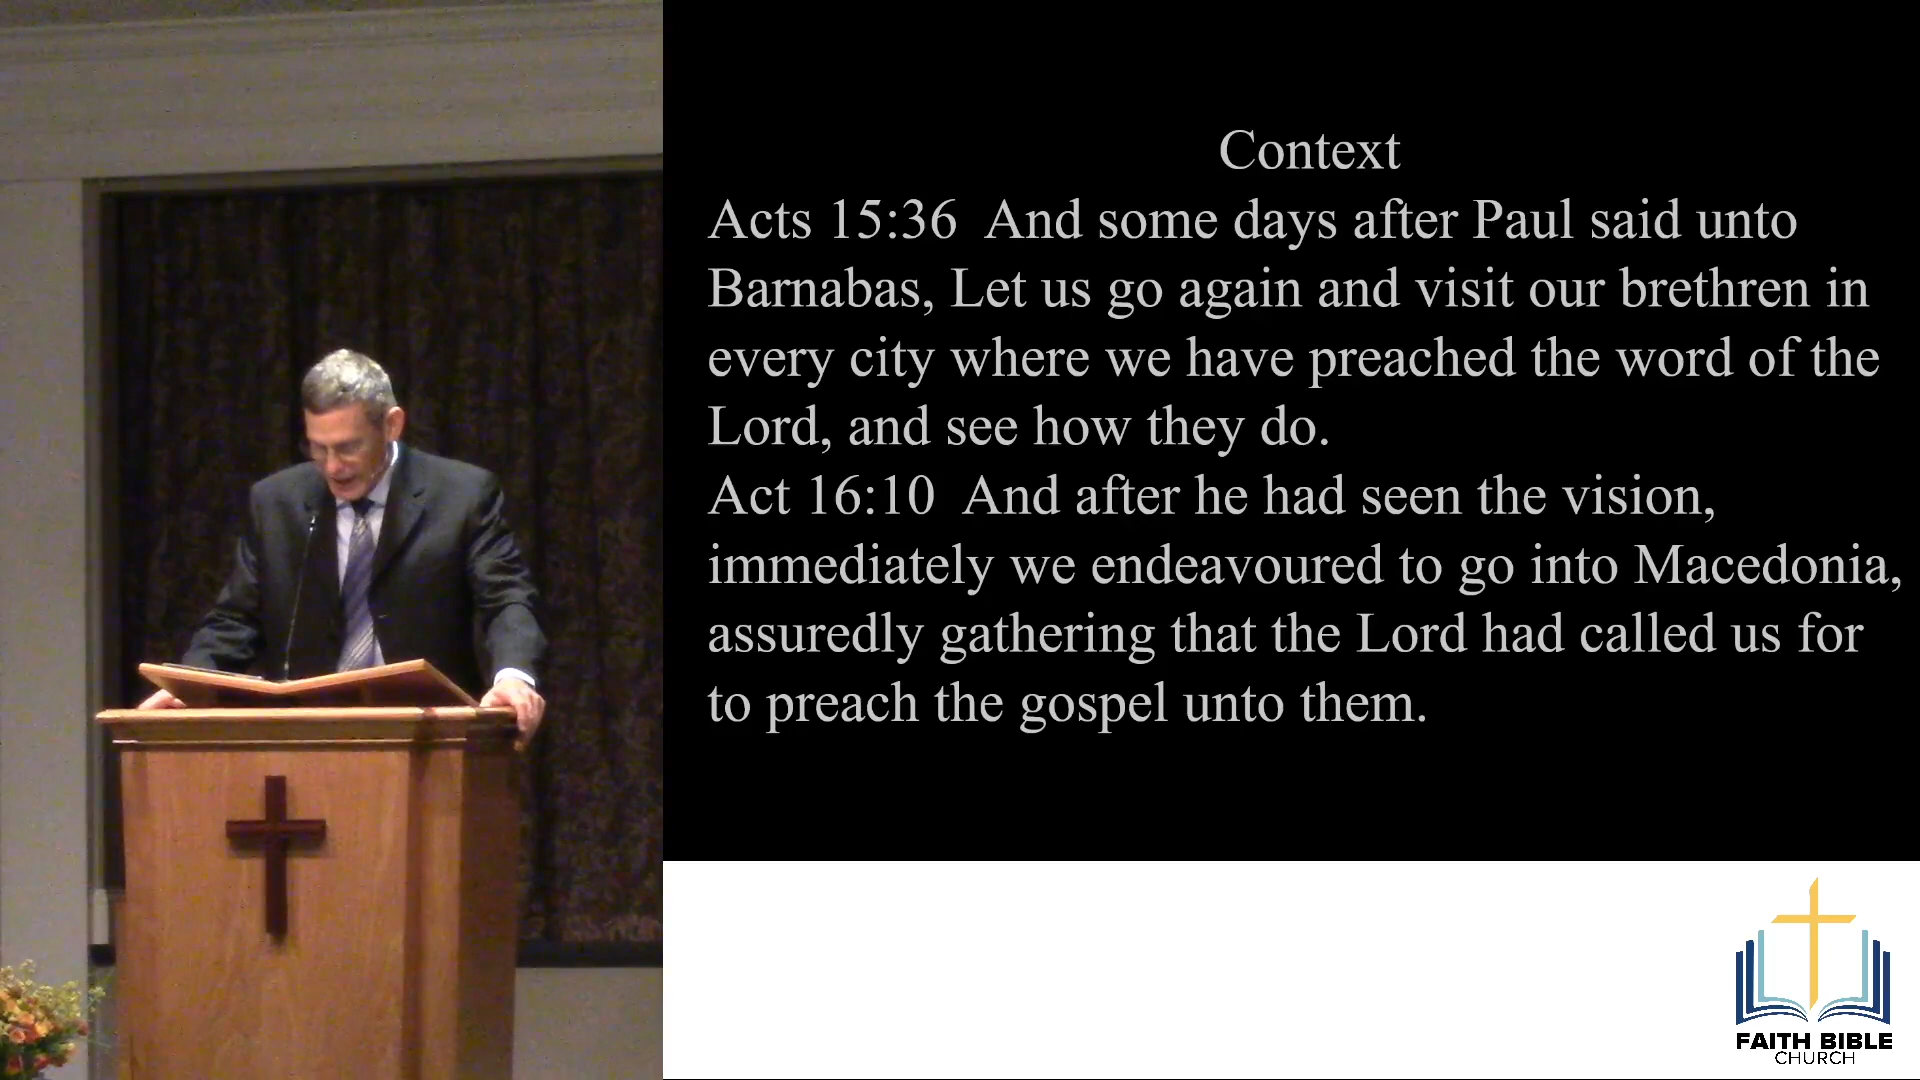 Context
Acts 15:36  And some days after Paul said unto
Barnabas, Let us go again and visit our brethren in
every city where we have preached the word of the
Lord, and see how they do.
Act 16:10  And after he had seen the vision,
immediately we endeavoured to go into Macedonia,
assuredly gathering that the Lord had called us for
to preach the gospel unto them.
FAITH BIBLE
CHURCH